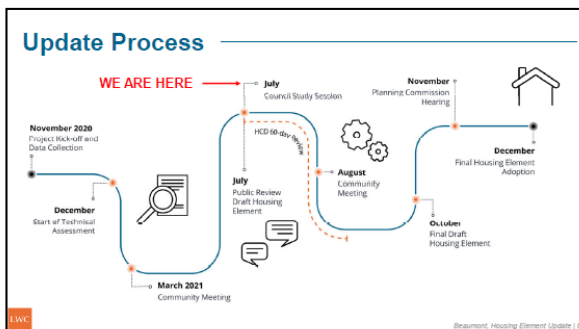 Update Process
WE ARE HERE
July
Council Study Session
November
Planning Commission
Hearing
November 2020
Project Kick-off and
Data Collection
HCD 60-day Review
December
Final Housing Element
Adoption
August
Community
Meeting
July
Public Review
Draft Housing
Element
December
Start of Technical
Assessment
October
Final Draft
Housing Element
March 2021
Community Meeting
LWC
Beaumont, Housing Element Update |